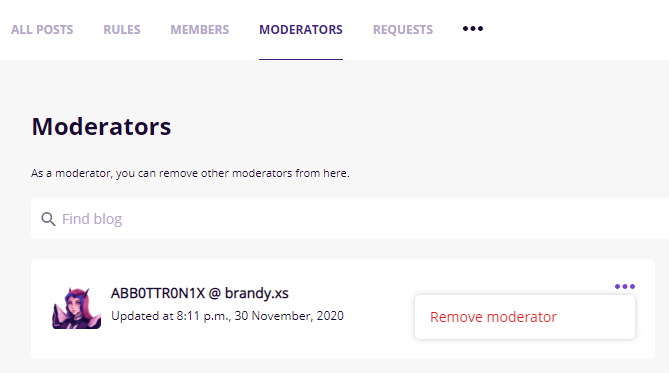 ALL POSTS RULES MEMBERS MODERATORS REQUESTS •••
Moderators
As a moderator, you can remove other moderators from here.
Find blog
ABB0TTR0N1X @ brandy.xs
Updated at 8:11 p.m., 30 November, 2020
Remove moderator